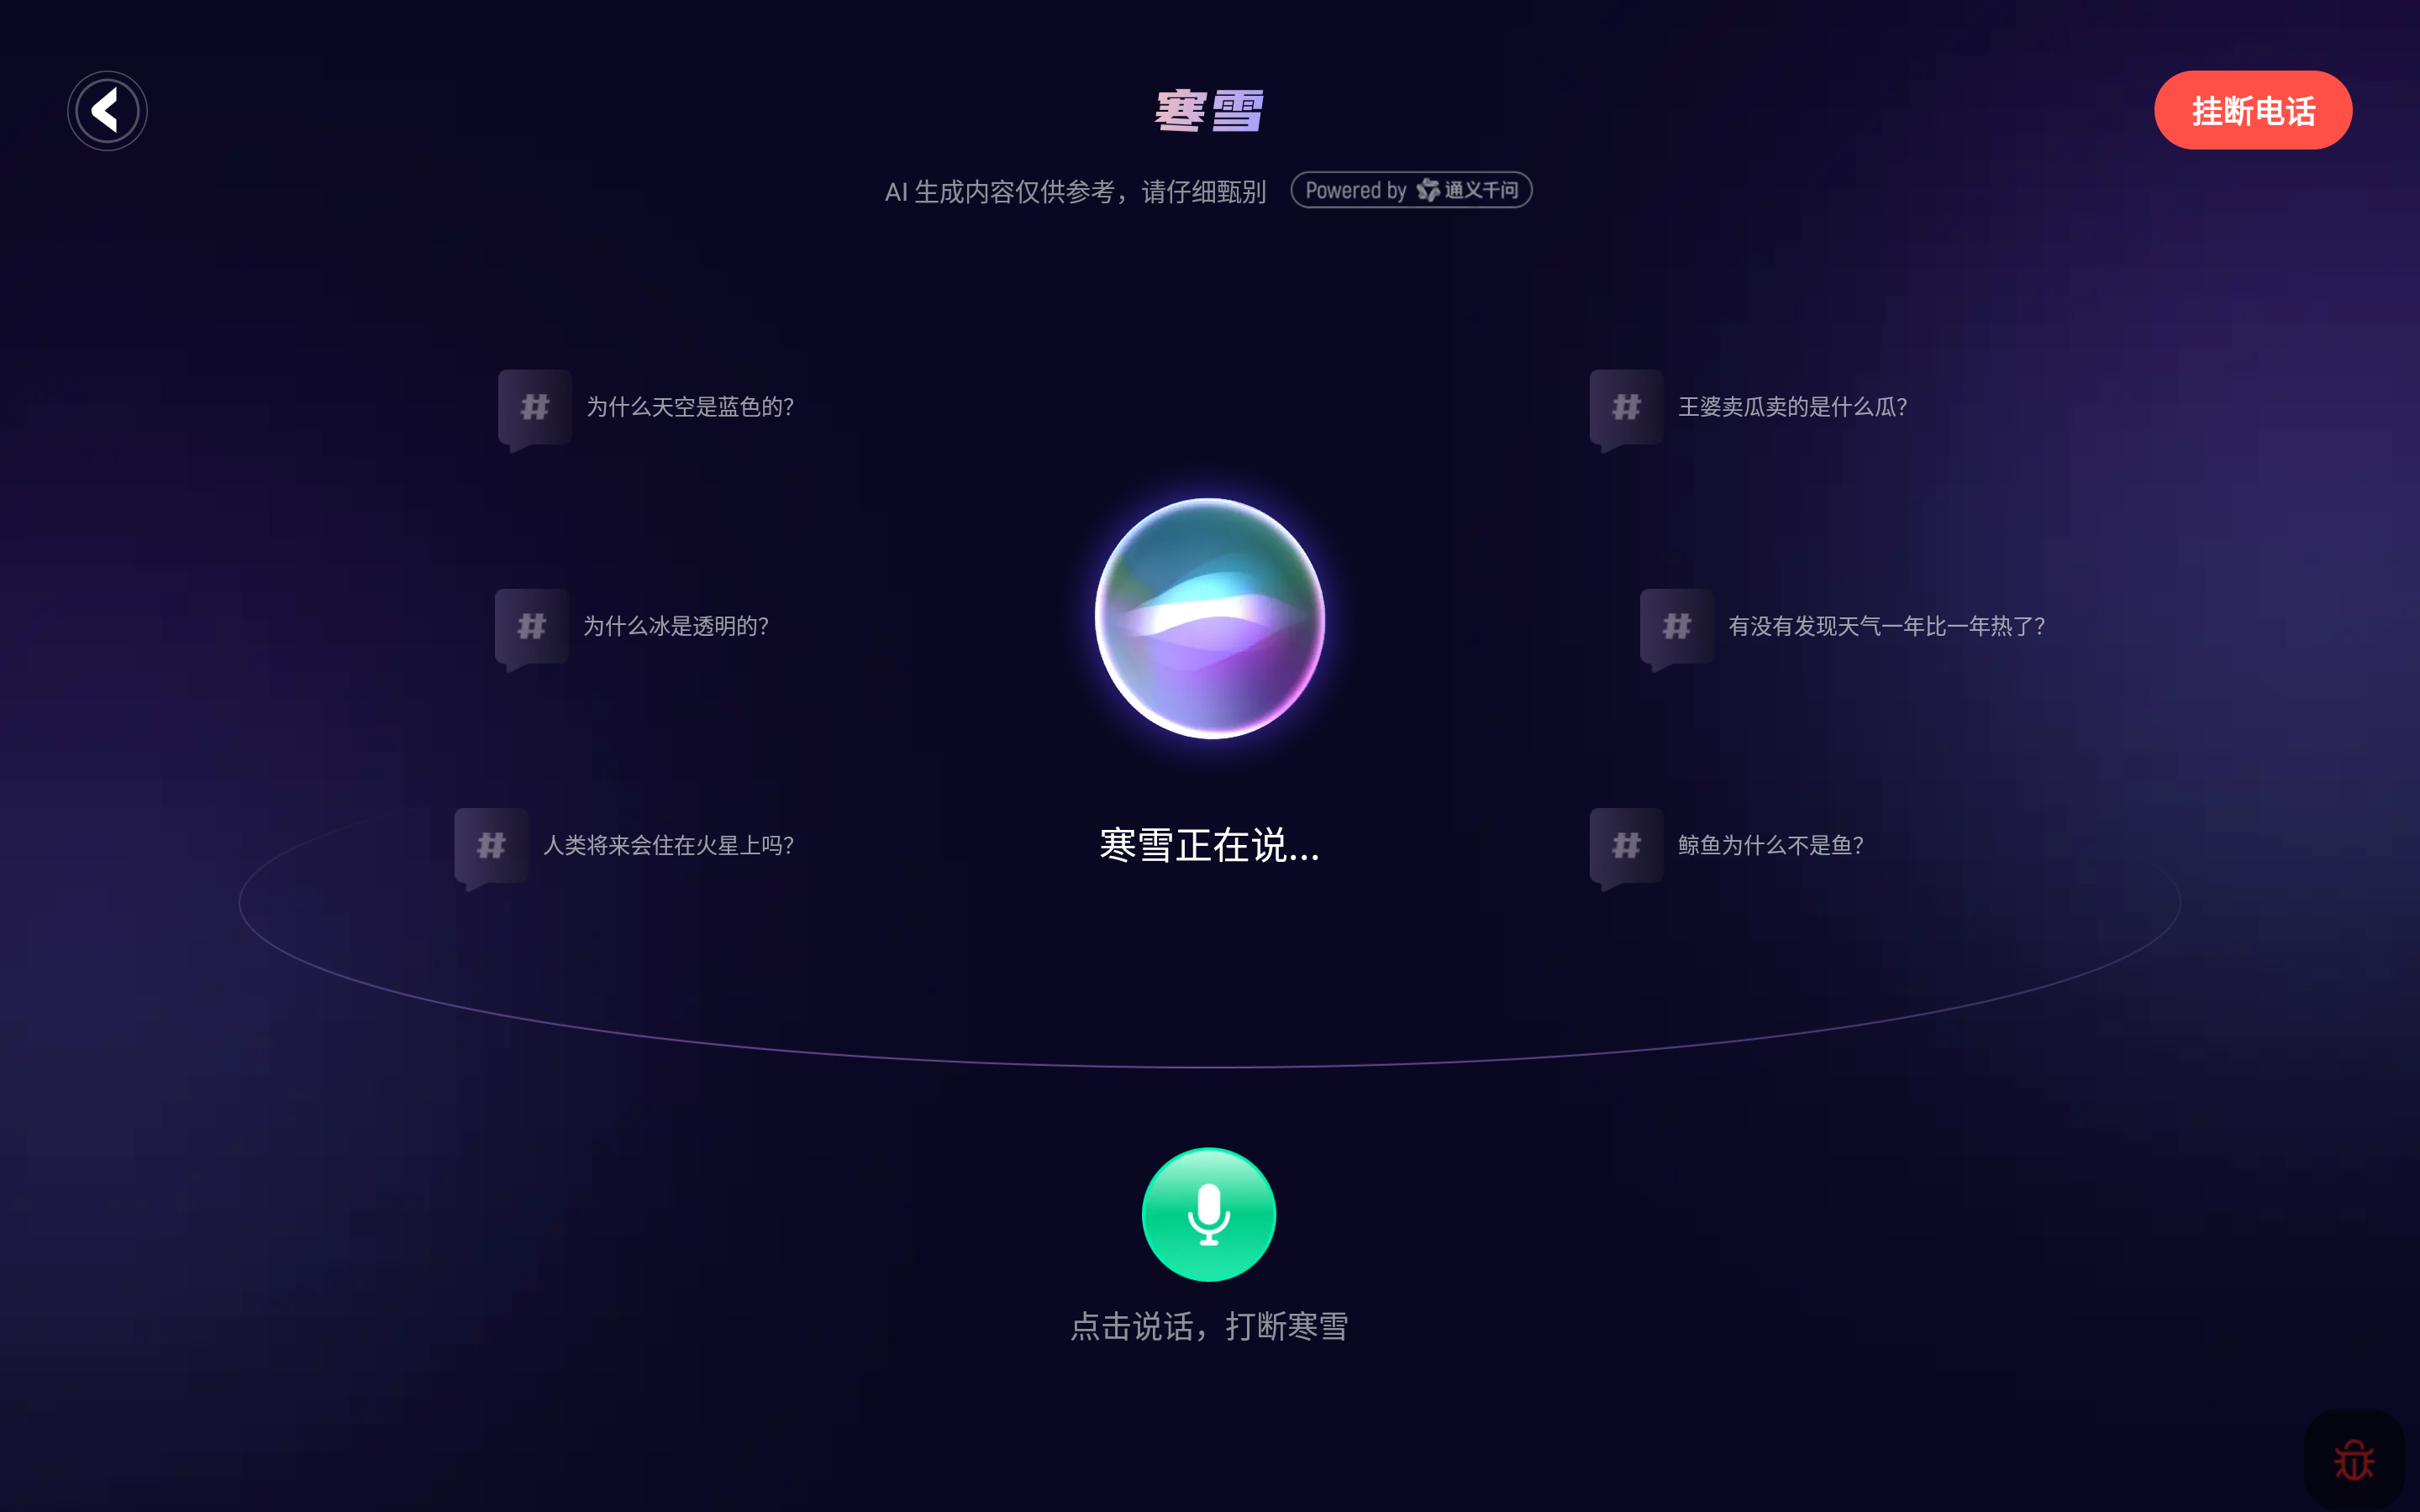 寒雪
挂断电话
AI 生成内容仅供参考，请仔细甄别
Powered by 通义千问
# 为什么天空是蓝色的？
# 王婆卖瓜卖的是什么瓜？
# 为什么冰是透明的？
# 有没有发现天气一年比一年热了？
# 人类将来会住在火星上吗？
寒雪正在说...
# 鲸鱼为什么不是鱼？
点击说话，打断寒雪